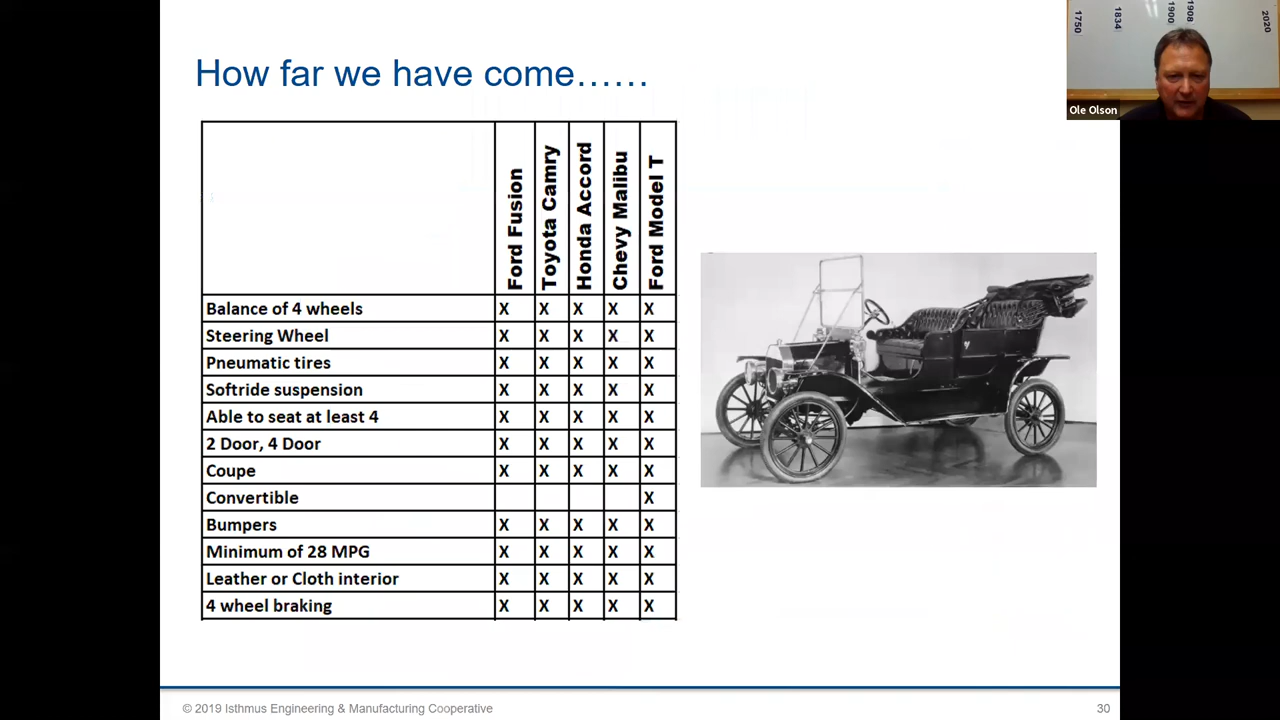 How far we have come……
Ford Fusion
Toyota Camry
Honda Accord
Chevy Malibu
Ford Model T
Balance of 4 wheels X X X X X
Steering Wheel X X X X X
Pneumatic tires X X X X X
Softride suspension X X X X X
Able to seat at least 4 X X X X X
2 Door, 4 Door X X X X X
Coupe X X X X X
Convertible X
Bumpers X X X X X
Minimum of 28 MPG X X X X X
Leather or Cloth interior X X X X X
4 wheel braking X X X X X
© 2019 Isthmus Engineering & Manufacturing Cooperative
30
1750
1834
1900
1908
2020
Ole Olson